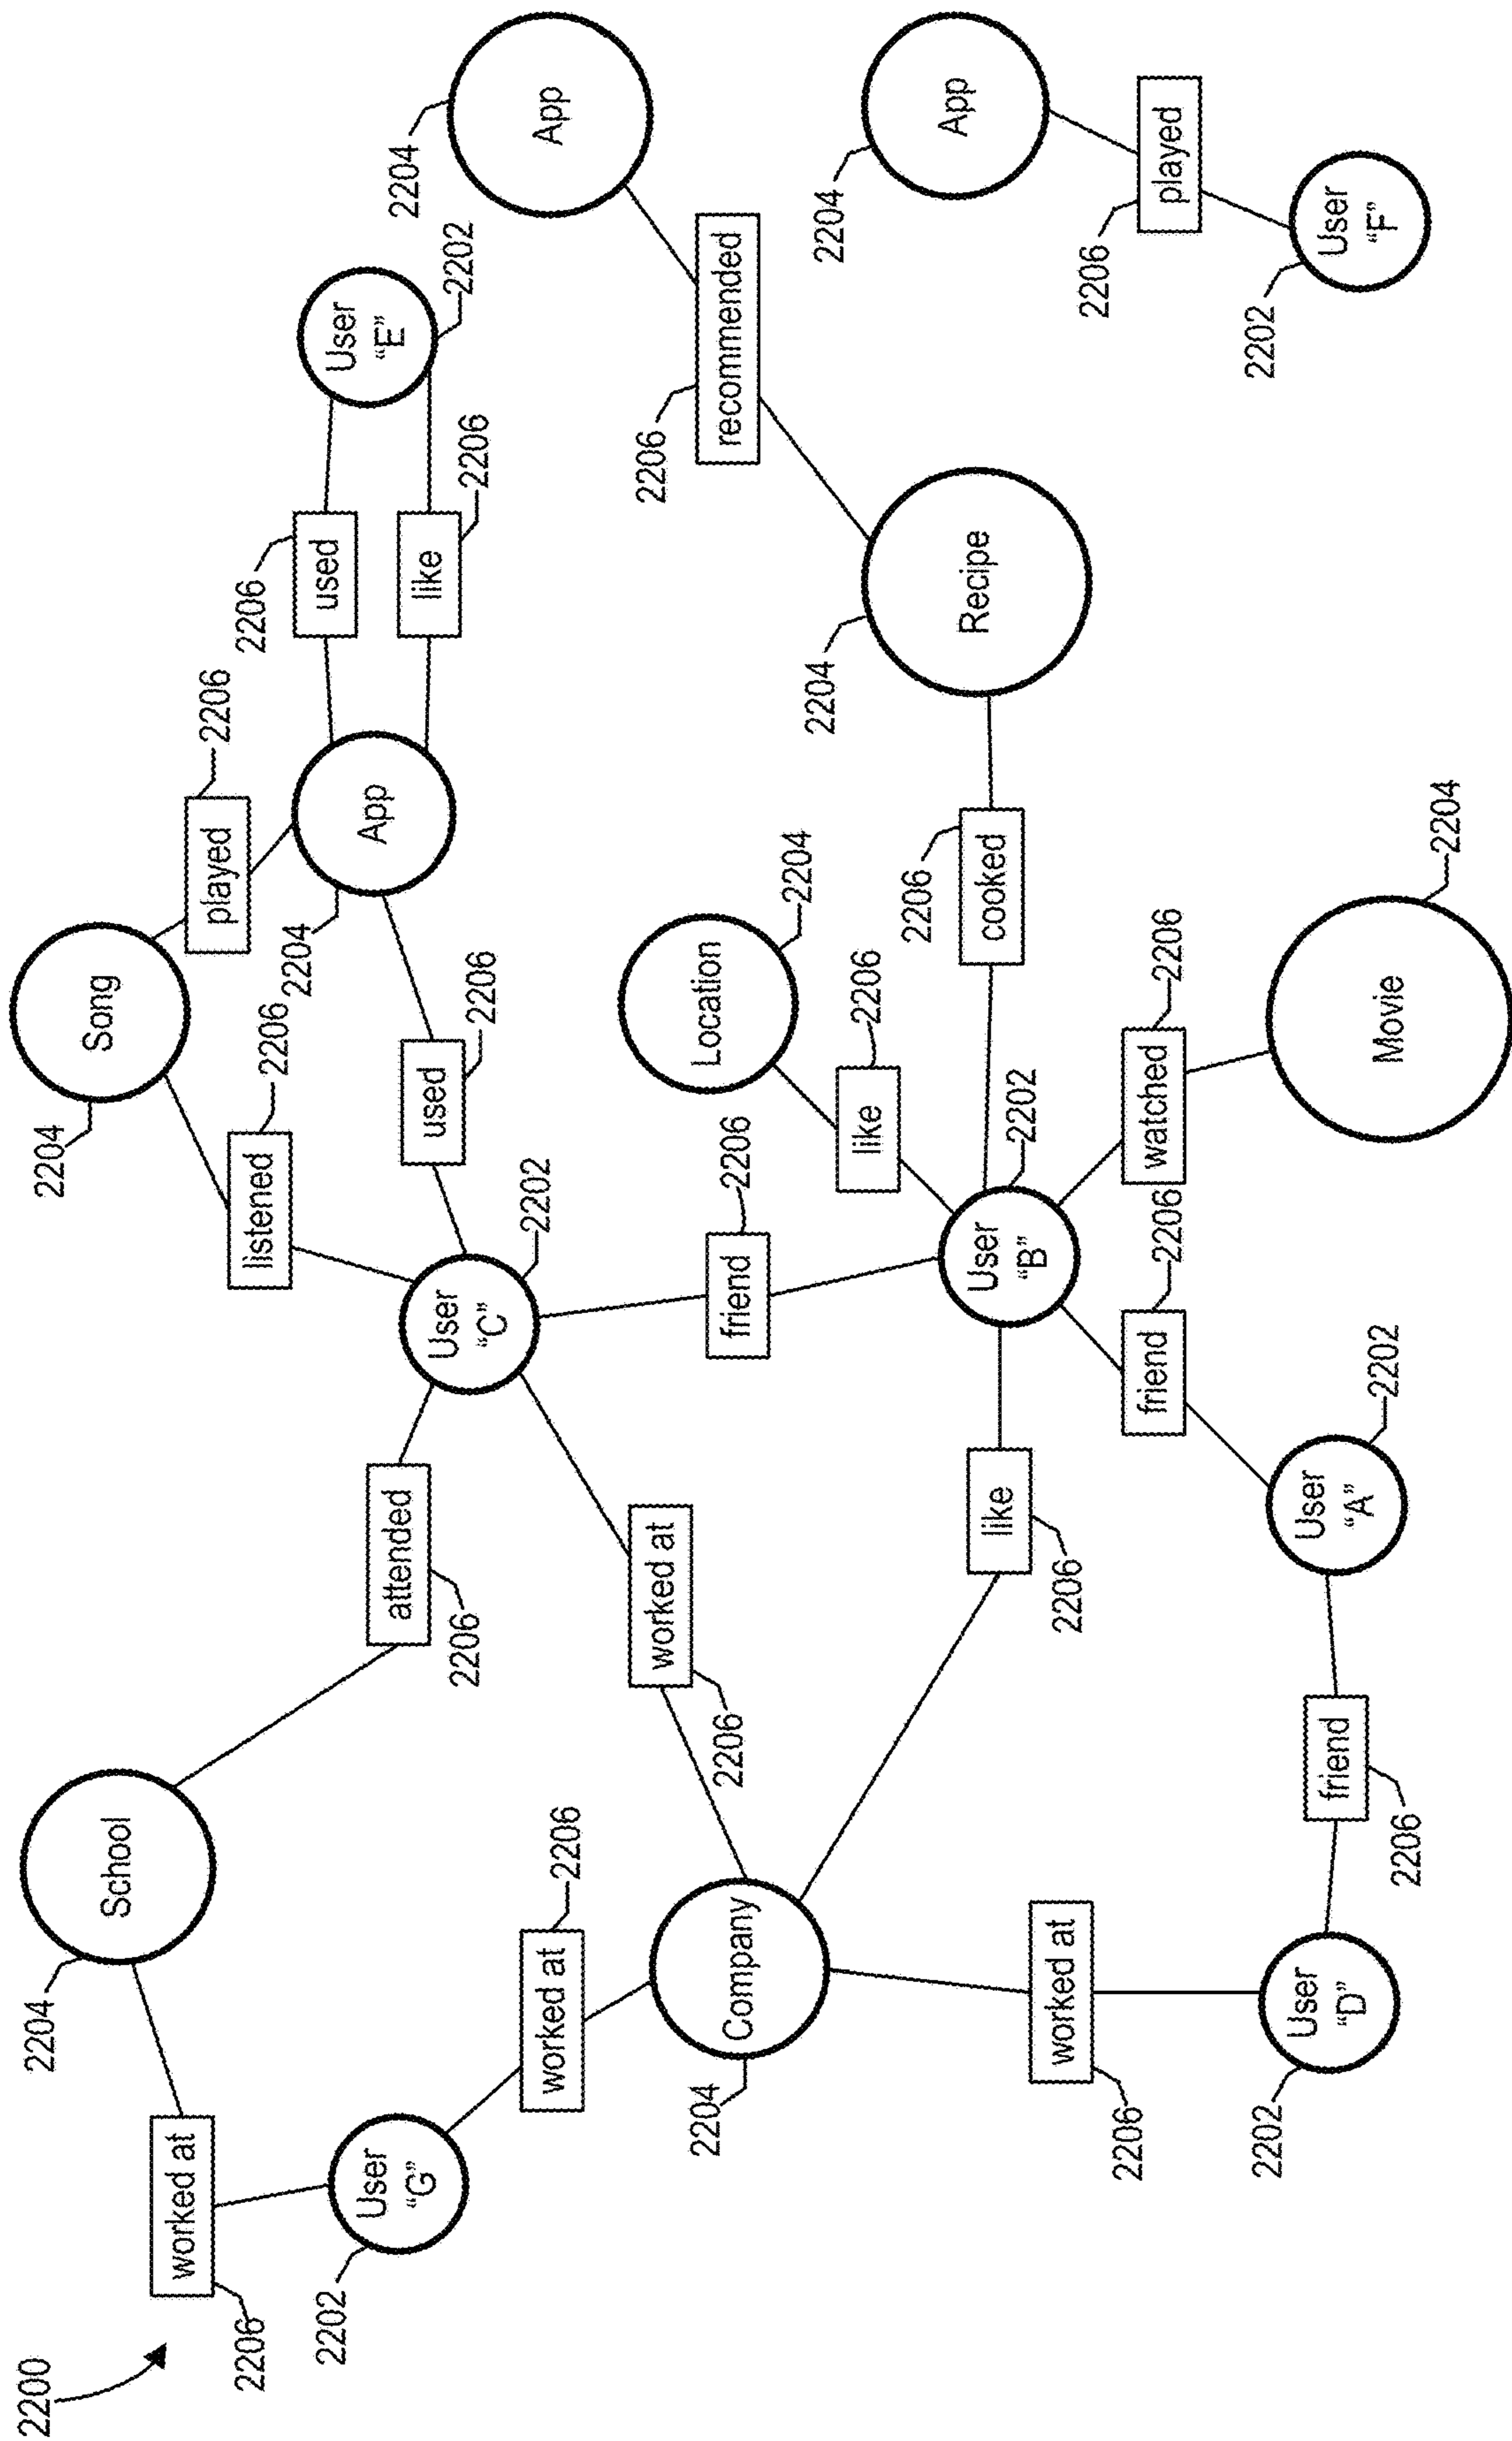 2200
2204
School
2204
Song
worked at
2206
listened
2206
played
2206
2204
2206
used
User
"E"
2202
2202
User
"G"
attended
2206
User
"C"
2202
used
2206
App
like
2206
2204
App
worked at
2206
worked at
2206
2204
Company
friend
2206
Location
2204
2206
recommended
like
2206
2206
cooked
2204
Recipe
2204
App
worked at
2206
like
2206
User
"B"
2202
friend
2206
watched
2206
2206
played
2202
User
"D"
friend
2206
User
"A"
2202
Movie
2204
2202
User
"F"